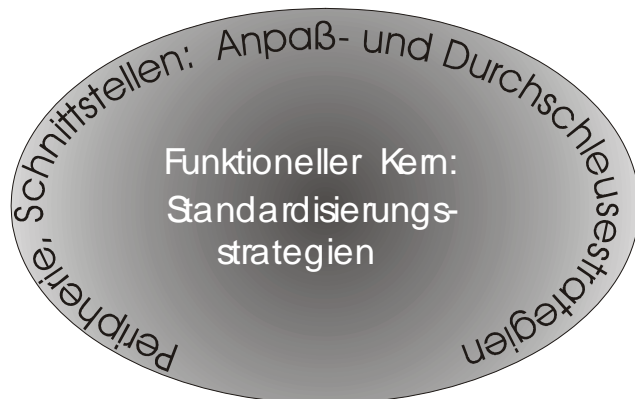 Peripherie, Schnittstellen: Anpaß- und Durchschleusestrategien
Funktioneller Kern:
Standardisierungs-
strategien